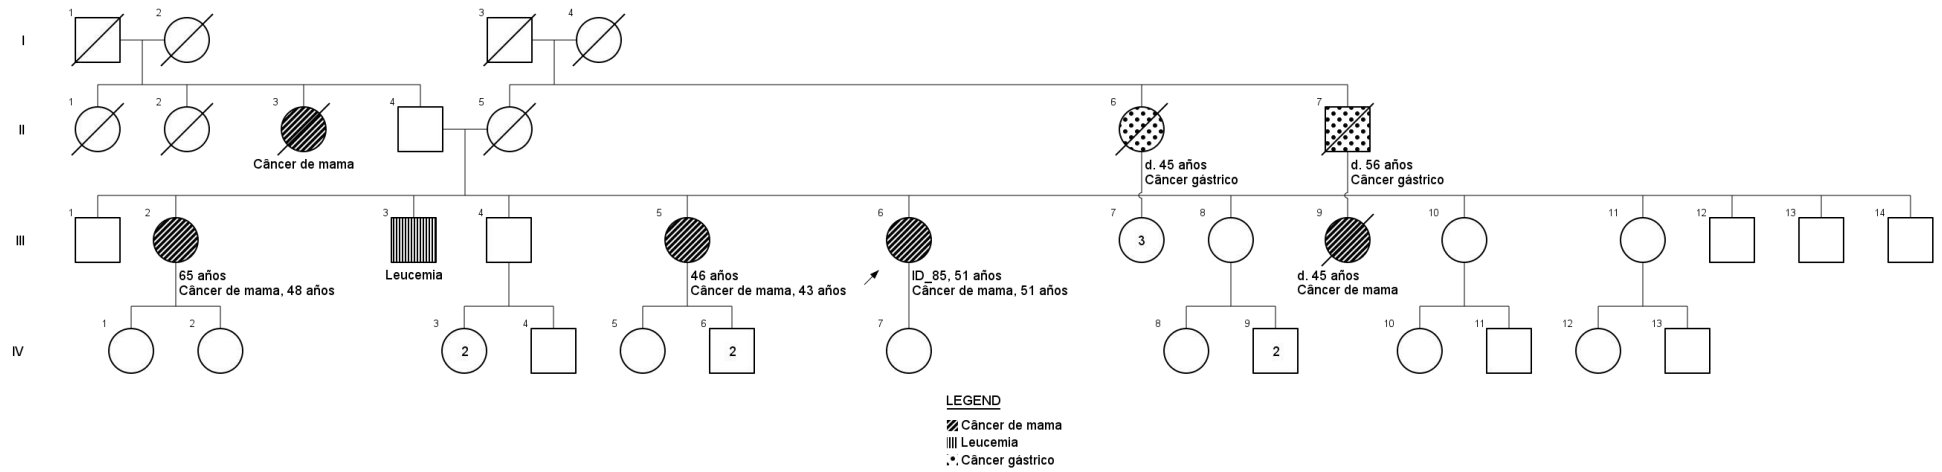 1 2 3 4
I
1 2 3 4 5 6 7
II
Câncer de mama
d. 45 años
Câncer gástrico
d. 56 años
Câncer gástrico
1 2 3 4 5 6 7 8 9 10 11 12 13 14
III
3
65 años
Câncer de mama, 48 años
Leucemia
46 años
Câncer de mama, 43 años
ID_85, 51 años
Câncer de mama, 51 años
d. 45 años
Câncer de mama
1 2 3 4 5 6 7 8 9 10 11 12 13
IV
2 2 2
LEGEND
Câncer de mama
Leucemia
Câncer gástrico